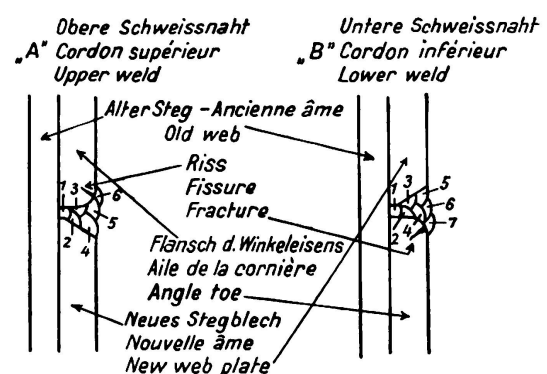 Obere Schweissnaht
„A" Cordon supérieur
Upper weld
Untere Schweissnaht
„B" Cordon inférieur
Lower weld
Alter Steg - Ancienne âme
Old web
Riss
Fissure
Fracture
1 3 6
5
2 4
1 3 5
6
2 4 7
Flansch d. Winkeleisens
Aile de la cornière
Angle toe
Neues Stegblech
Nouvelle âme
New web plate